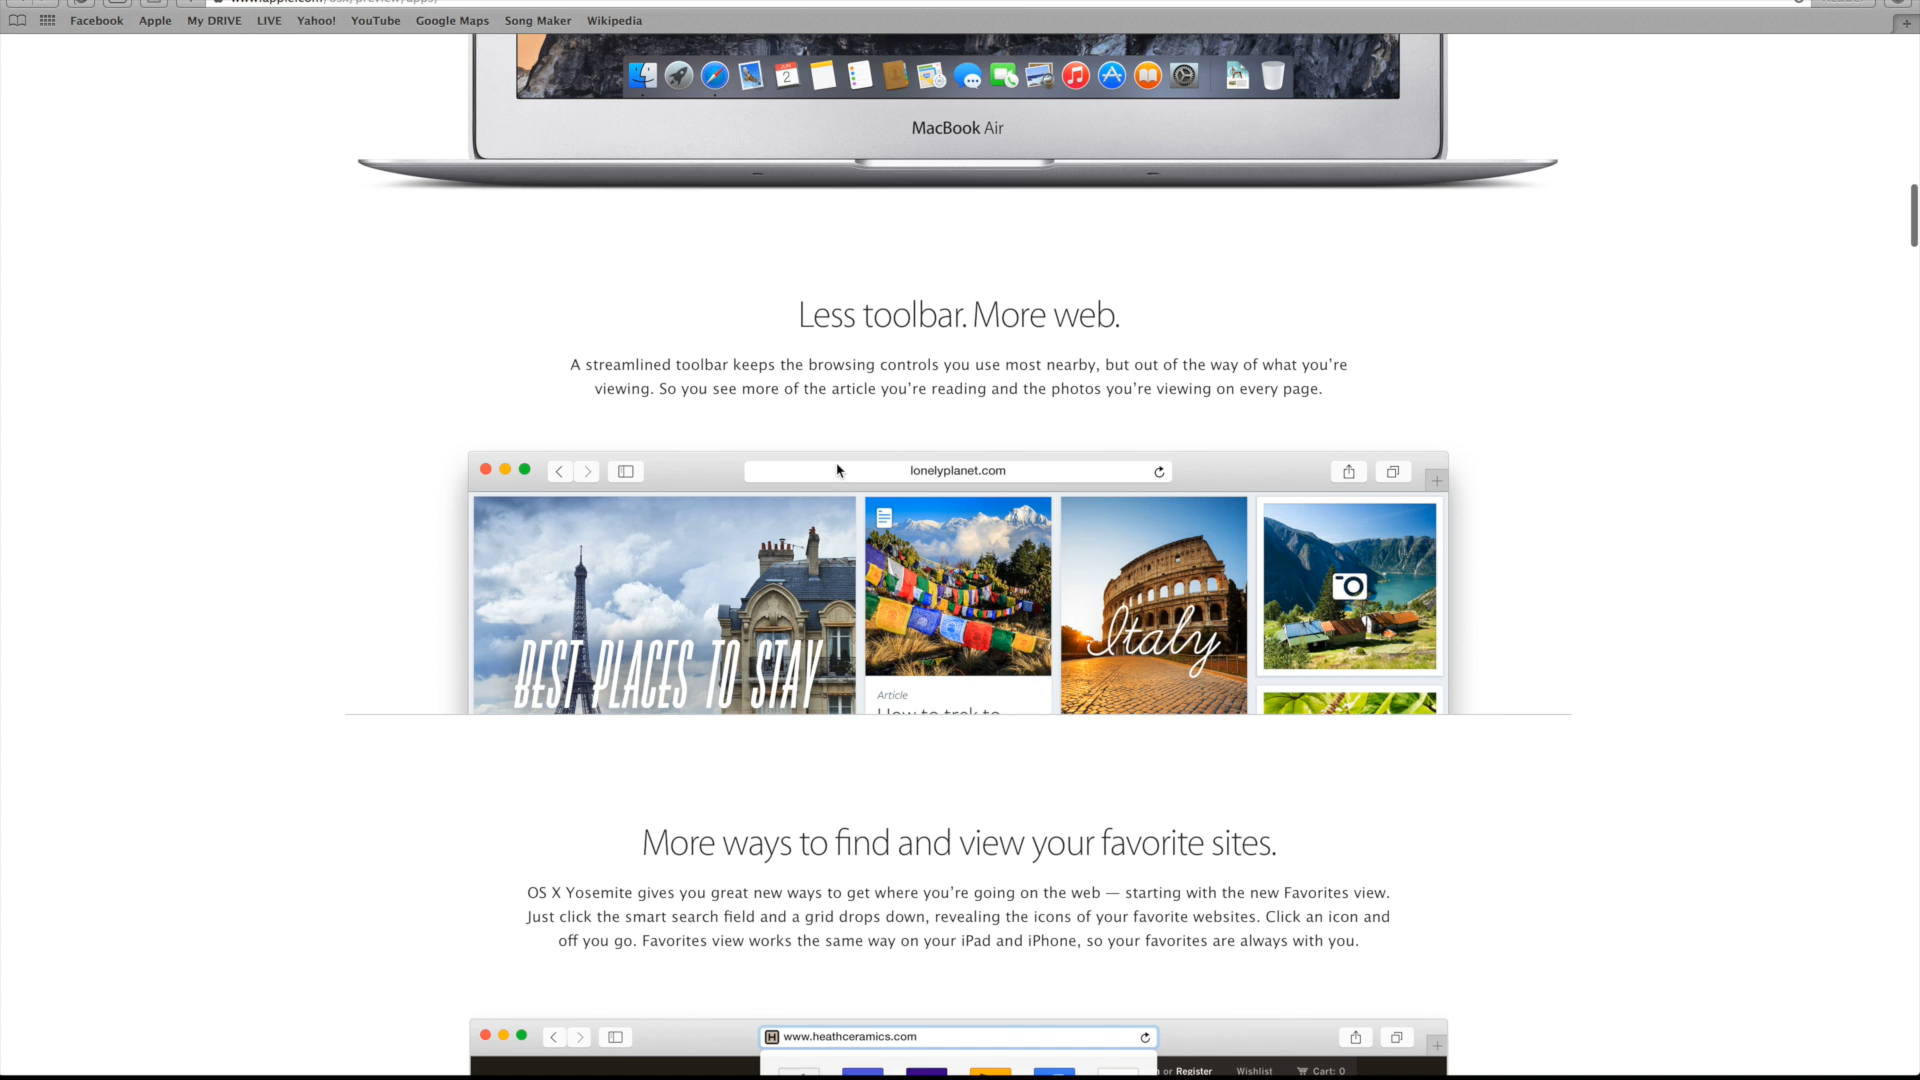 Facebook Apple My DRIVE LIVE Yahoo! YouTube Google Maps Song Maker Wikipedia
JUN
2
MacBook Air
Less toolbar. More web.
A streamlined toolbar keeps the browsing controls you use most nearby, but out of the way of what you’re
viewing. So you see more of the article you’re reading and the photos you’re viewing on every page.
lonelyplanet.com
BEST PLACES TO STAY
Italy
Article
How to trek to
More ways to find and view your favorite sites.
OS X Yosemite gives you great new ways to get where you’re going on the web — starting with the new Favorites view.
Just click the smart search field and a grid drops down, revealing the icons of your favorite websites. Click an icon and
off you go. Favorites view works the same way on your iPad and iPhone, so your favorites are always with you.
H www.heathceramics.com
or Register Wishlist Cart: 0